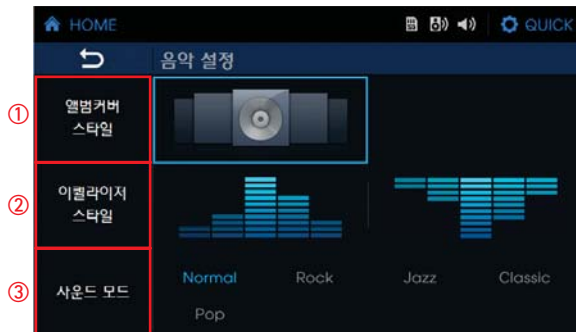 HOME QUICK
음악 설정
① 앨범커버
스타일
② 이퀄라이저
스타일
③ 사운드 모드
Normal Rock Jazz Classic
Pop